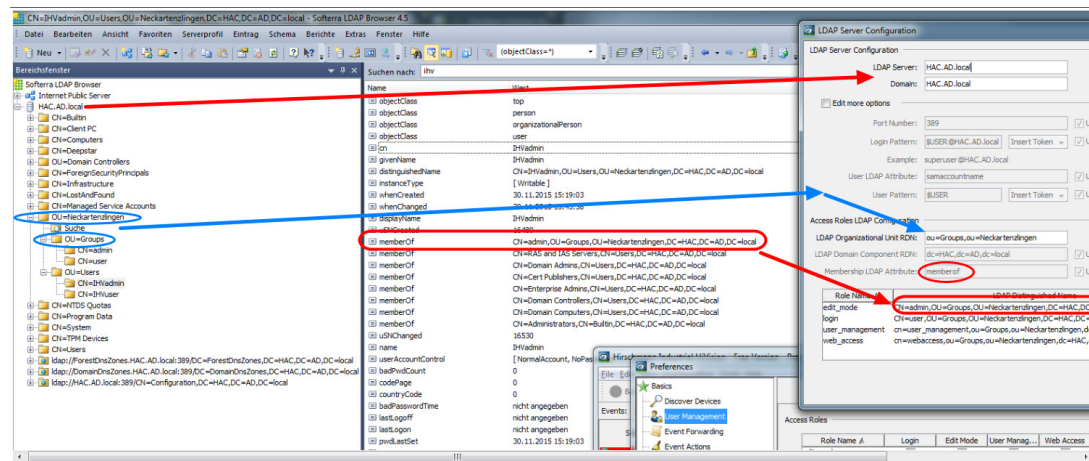 CN=IHVadmin,OU=Users,OU=Neckartenzlingen,DC=HAC,DC=AD,DC=local - Softerra LDAP Browser 4.5
Datei Bearbeiten Ansicht Favoriten Serverprofil Eintrag Schema Berichte Extras Fenster Hilfe
Neu (objectClass=*)
Bereichsfenster
Softerra LDAP Browser
Internet Public Server
HAC.AD.local
CN=Builtin
CN=Client PC
CN=Computers
CN=Deepstar
OU=Domain Controllers
CN=ForeignSecurityPrincipals
CN=Infrastructure
CN=LostAndFound
CN=Managed Service Accounts
OU=Neckartenzlingen
Suche
OU=Groups
CN=admin
CN=user
OU=Users
CN=IHVadmin
CN=IHVuser
CN=NTDS Quotas
CN=Program Data
CN=System
CN=TPM Devices
CN=Users
ldap://ForestDnsZones.HAC.AD.local:389/DC=ForestDnsZones,DC=HAC,DC=AD,DC=local
ldap://DomainDnsZones.HAC.AD.local:389/DC=DomainDnsZones,DC=HAC,DC=AD,DC=local
ldap://HAC.AD.local:389/CN=Configuration,DC=HAC,DC=AD,DC=local
Suchen nach: ihv
Name Wert
objectClass top
objectClass person
objectClass organizationalPerson
objectClass user
cn IHVadmin
givenName IHVadmin
distinguishedName CN=IHVadmin,OU=Users,OU=Neckartenzlingen,DC=HAC,DC=AD,DC=local
instanceType [ Writable ]
whenCreated 30.11.2015 15:19:03
whenChanged
displayName IHVadmin
uSNCreated 16480
memberOf CN=admin,OU=Groups,OU=Neckartenzlingen,DC=HAC,DC=AD,DC=local
memberOf CN=RAS and IAS Servers,CN=Users,DC=HAC,DC=AD,DC=local
memberOf CN=Domain Admins,CN=Users,DC=HAC,DC=AD,DC=local
memberOf CN=Cert Publishers,CN=Users,DC=HAC,DC=AD,DC=local
memberOf CN=Enterprise Admins,CN=Users,DC=HAC,DC=AD,DC=local
memberOf CN=Domain Controllers,CN=Users,DC=HAC,DC=AD,DC=local
memberOf CN=Domain Computers,CN=Users,DC=HAC,DC=AD,DC=local
memberOf CN=Administrators,CN=Builtin,DC=HAC,DC=AD,DC=local
uSNChanged 16530
name IHVadmin
userAccountControl [ NormalAccount, NoPas
badPwdCount 0
codePage 0
countryCode 0
badPasswordTime nicht angegeben
lastLogoff nicht angegeben
lastLogon nicht angegeben
pwdLastSet 30.11.2015 15:19:03
Hirschmann Industrial HiVision
File Edi
Events:
Preferences
Basics
Discover Devices
User Management
Event Forwarding
Event Actions
Access Roles
Role Name Login Edit Mode User Manag... Web Access
LDAP Server Configuration
LDAP Server Configuration
LDAP Server: HAC.AD.local
Domain: HAC.AD.local
Edit more options
Port Number: 389
Login Pattern: $USER@HAC.AD.local Insert Token
Example: superuser@HAC.AD.local
User LDAP Attribute: samaccountname
User Pattern: $USER Insert Token
Access Roles LDAP Configuration
LDAP Organizational Unit RDN: ou=Groups,ou=Neckartenzlingen
LDAP Domain Component RDN: dc=HAC,dc=AD,dc=local
Membership LDAP Attribute: memberof
Role Name LDAP Distinguished Name
edit_mode CN=admin,OU=Groups,OU=Neckartenzlingen,DC=HAC,DC
login CN=user,OU=Groups,OU=Neckartenzlingen,DC=HAC,DC=
user_management cn=user_management,ou=Groups,ou=Neckartenzlingen,d
web_access cn=webaccess,ou=Groups,ou=Neckartenzlingen,dc=HAC,